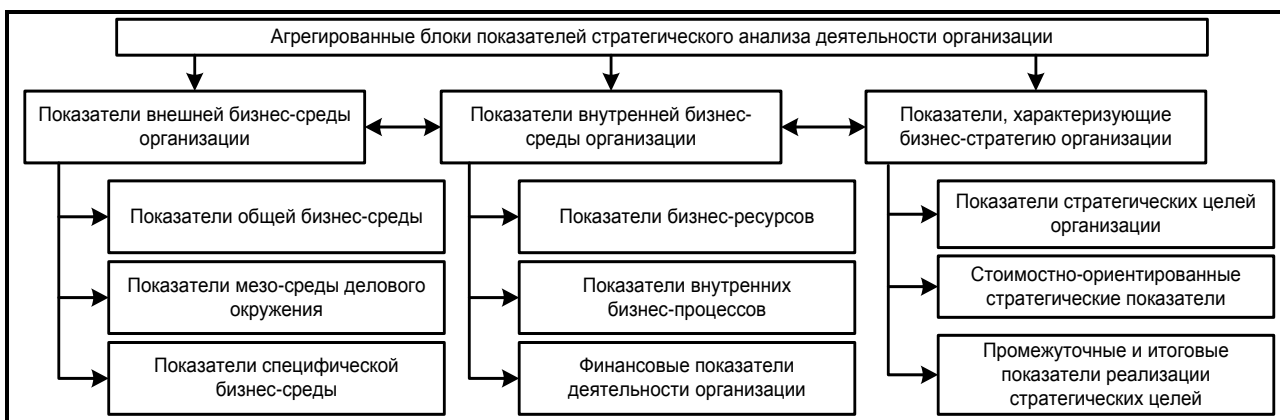 Агрегированные блоки показателей стратегического анализа деятельности организации
Показатели внешней бизнес-среды
организации
Показатели внутренней бизнес-
среды организации
Показатели, характеризующие
бизнес-стратегию организации
Показатели общей бизнес-среды
Показатели мезо-среды делового
окружения
Показатели специфической
бизнес-среды
Показатели бизнес-ресурсов
Показатели внутренних
бизнес-процессов
Финансовые показатели
деятельности организации
Показатели стратегических целей
организации
Стоимостно-ориентированные
стратегические показатели
Промежуточные и итоговые
показатели реализации
стратегических целей